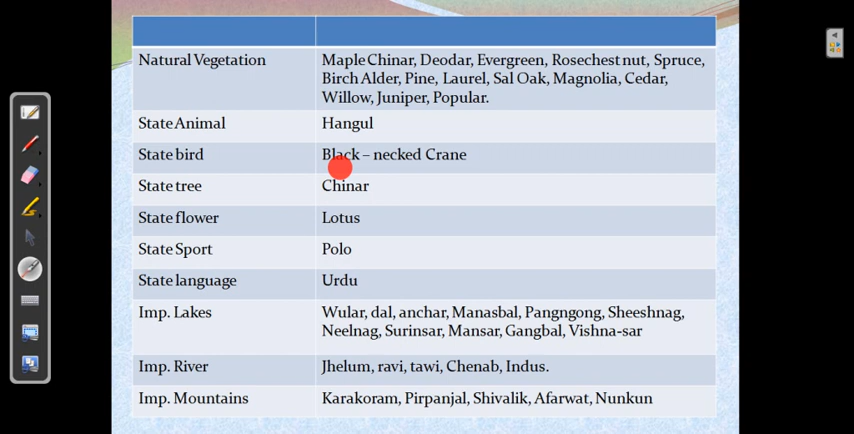 Natural Vegetation
Maple Chinar, Deodar, Evergreen, Rosechest nut, Spruce,
Birch Alder, Pine, Laurel, Sal Oak, Magnolia, Cedar,
Willow, Juniper, Popular.
State Animal
Hangul
State bird
Black – necked Crane
State tree
Chinar
State flower
Lotus
State Sport
Polo
State language
Urdu
Imp. Lakes
Wular, dal, anchar, Manasbal, Pangngong, Sheeshnag,
Neelnag, Surinsar, Mansar, Gangbal, Vishna-sar
Imp. River
Jhelum, ravi, tawi, Chenab, Indus.
Imp. Mountains
Karakoram, Pirpanjal, Shivalik, Afarwat, Nunkun